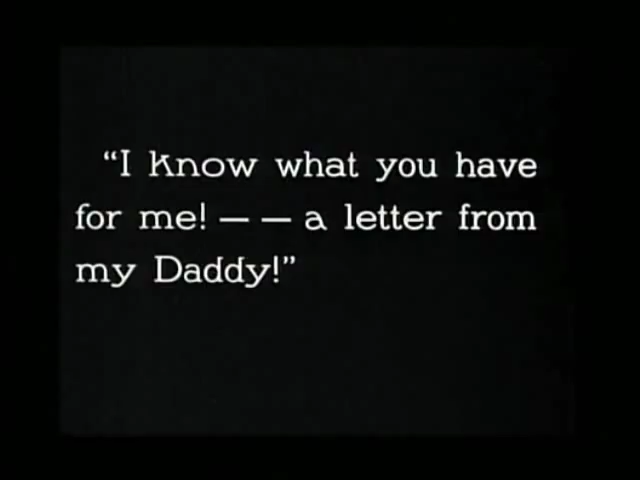 “I know what you have
for me! — — a letter from
my Daddy!”